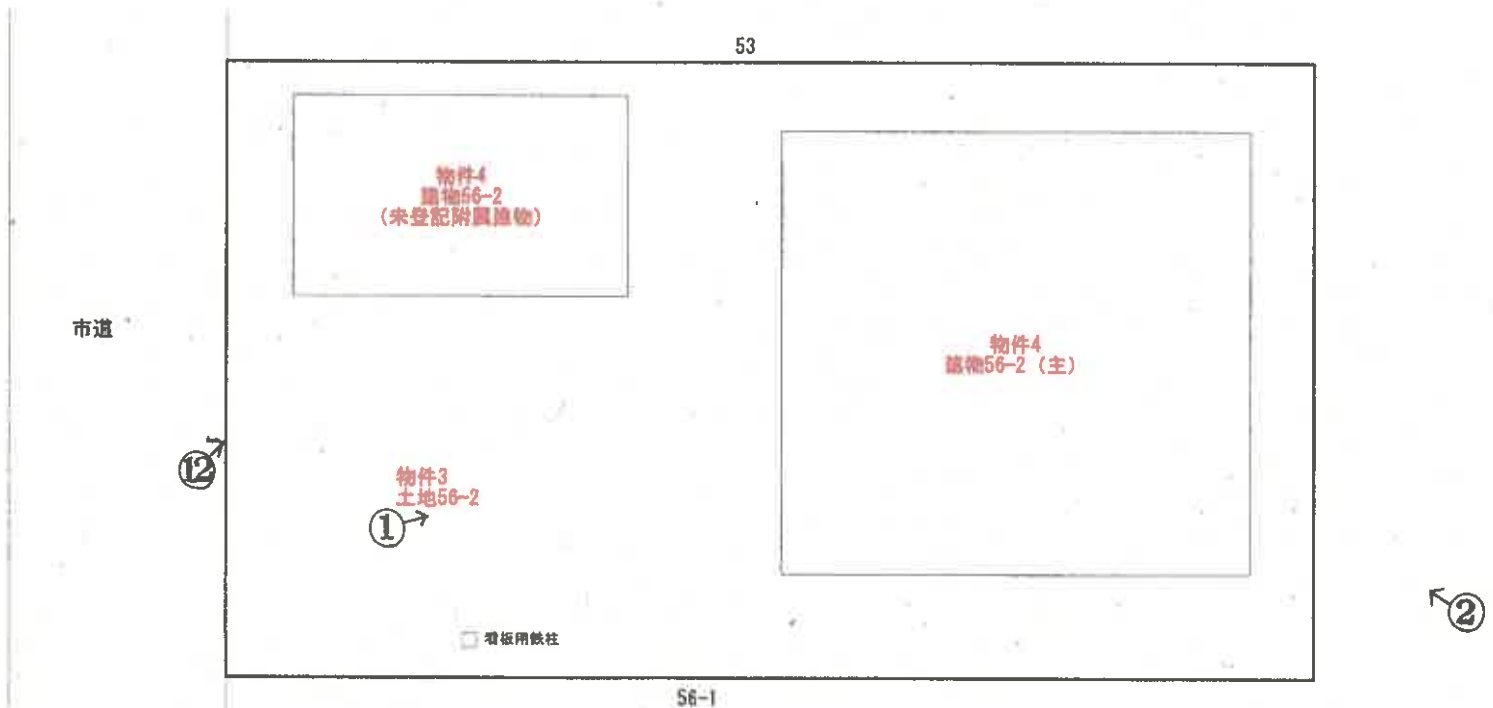 53
物件4
建物56-2
(未登記附属建物)
市道
物件4
建物56-2 (主)
⑫
物件3
土地56-2
①
②
看板用鉄柱
56-1